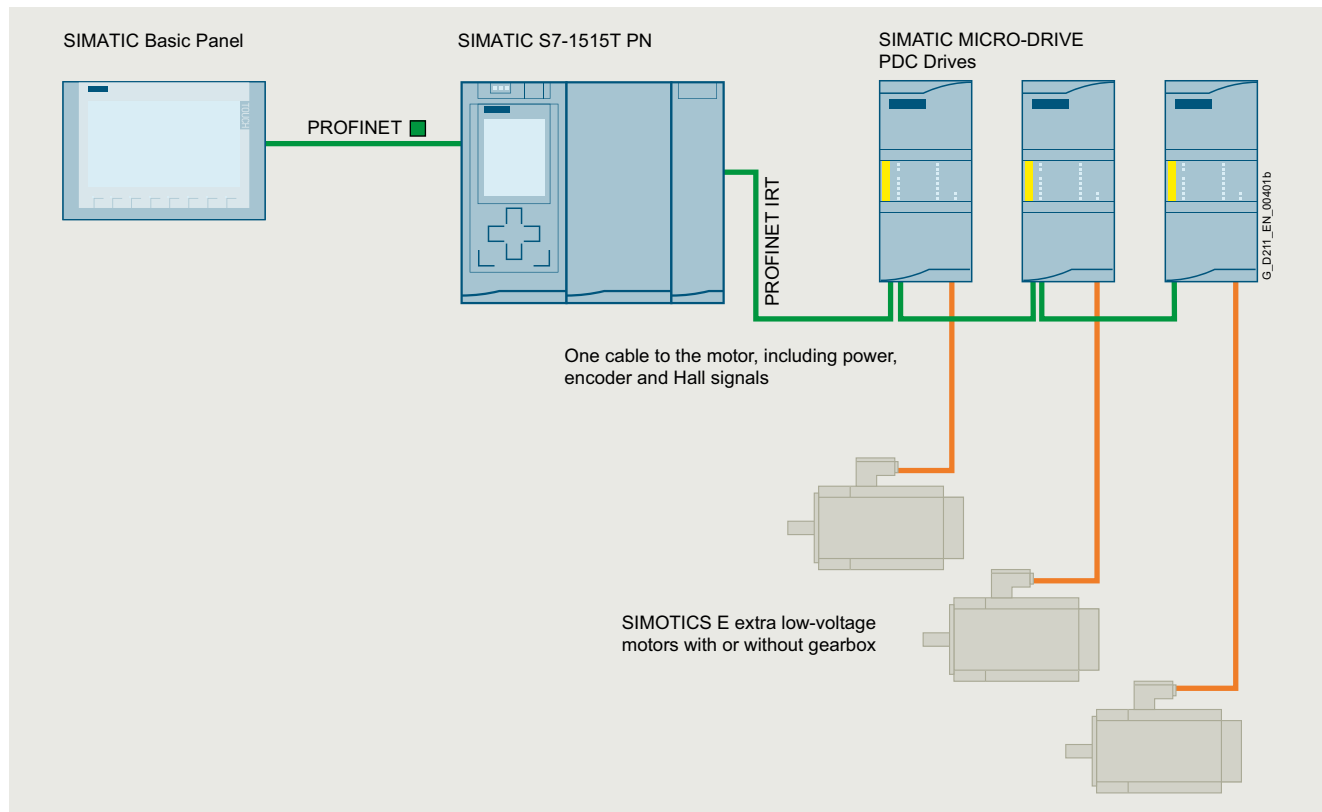 SIMATIC Basic Panel
SIMATIC S7-1515T PN
SIMATIC MICRO-DRIVE
PDC Drives
TOUCH
PROFINET
PROFINET IRT
G_D211_EN_00401b
One cable to the motor, including power,
encoder and Hall signals
SIMOTICS E extra low-voltage
motors with or without gearbox